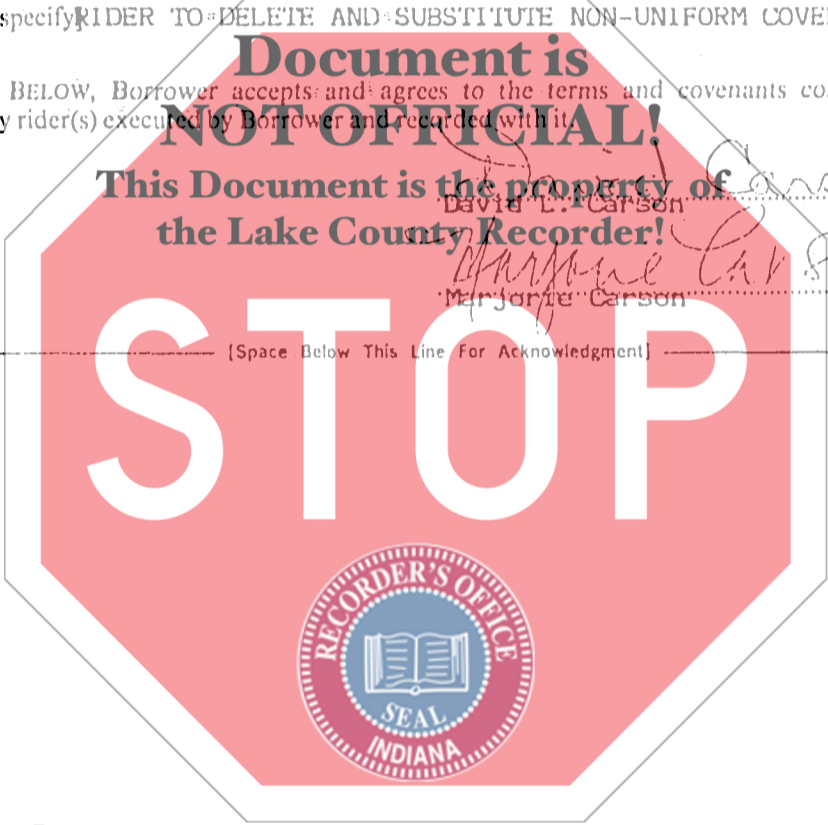 specify RIDER TO DELETE AND SUBSTITUTE NON-UNIFORM COVE
Document is
BELOW, Borrower accepts and agrees to the terms and covenants co
NOT OFFICIAL!
y rider(s) executed by Borrower and recorded with it.
This Document is the property of
David L. Carson
the Lake County Recorder!
Marjorie Cars
Marjorie Carson
[Space Below This Line For Acknowledgment]
STOP
RECORDER'S OFFICE
SEAL
INDIANA